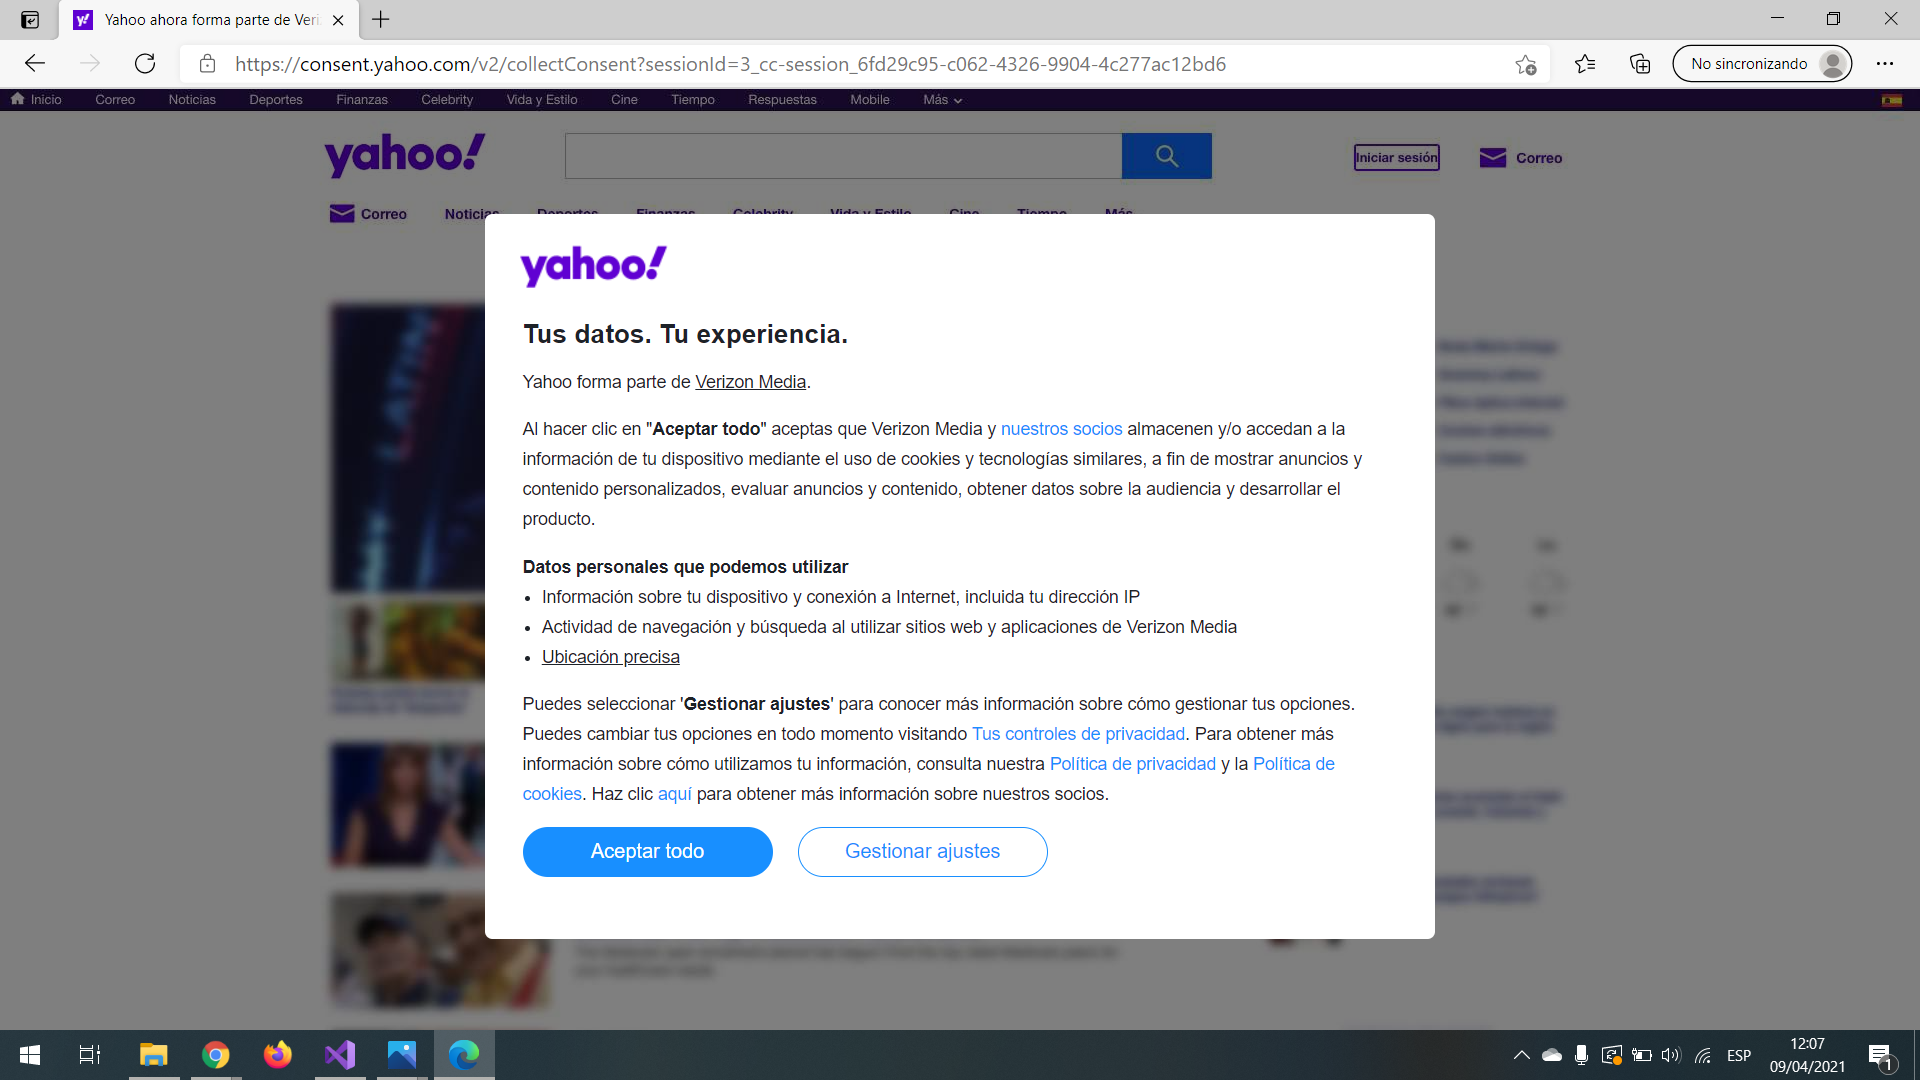 Yahoo ahora forma parte de Veri
https://consent.yahoo.com/v2/collectConsent?sessionId=3_cc-session_6fd29c95-c062-4326-9904-4c277ac12bd6
No sincronizando
Inicio Correo Noticias Deportes Finanzas Celebrity Vida y Estilo Cine Tiempo Respuestas Mobile Más
yahoo!
Iniciar sesión
Correo
Correo Noticias Deportes Finanzas Celebrity Vida y Estilo Cine Tiempo Más
yahoo!
Tus datos. Tu experiencia.
Yahoo forma parte de Verizon Media.
Al hacer clic en "Aceptar todo" aceptas que Verizon Media y nuestros socios almacenen y/o accedan a la
información de tu dispositivo mediante el uso de cookies y tecnologías similares, a fin de mostrar anuncios y
contenido personalizados, evaluar anuncios y contenido, obtener datos sobre la audiencia y desarrollar el
producto.
Datos personales que podemos utilizar
• Información sobre tu dispositivo y conexión a Internet, incluida tu dirección IP
• Actividad de navegación y búsqueda al utilizar sitios web y aplicaciones de Verizon Media
• Ubicación precisa
Puedes seleccionar 'Gestionar ajustes' para conocer más información sobre cómo gestionar tus opciones.
Puedes cambiar tus opciones en todo momento visitando Tus controles de privacidad. Para obtener más
información sobre cómo utilizamos tu información, consulta nuestra Política de privacidad y la Política de
cookies. Haz clic aquí para obtener más información sobre nuestros socios.
Aceptar todo
Gestionar ajustes
ESP
12:07
09/04/2021
1